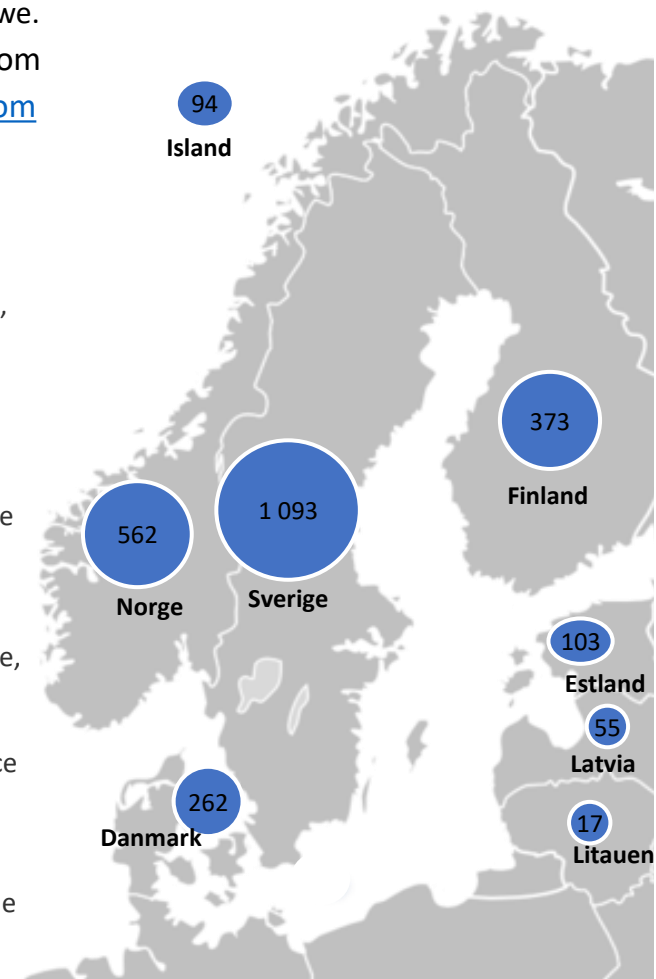 we.
om
om
94
Island
,
373
Finland
e
1 093
562
Sverige
Norge
103
e,
Estland
55
ce
Latvia
262
17
Danmark
Litauen
e